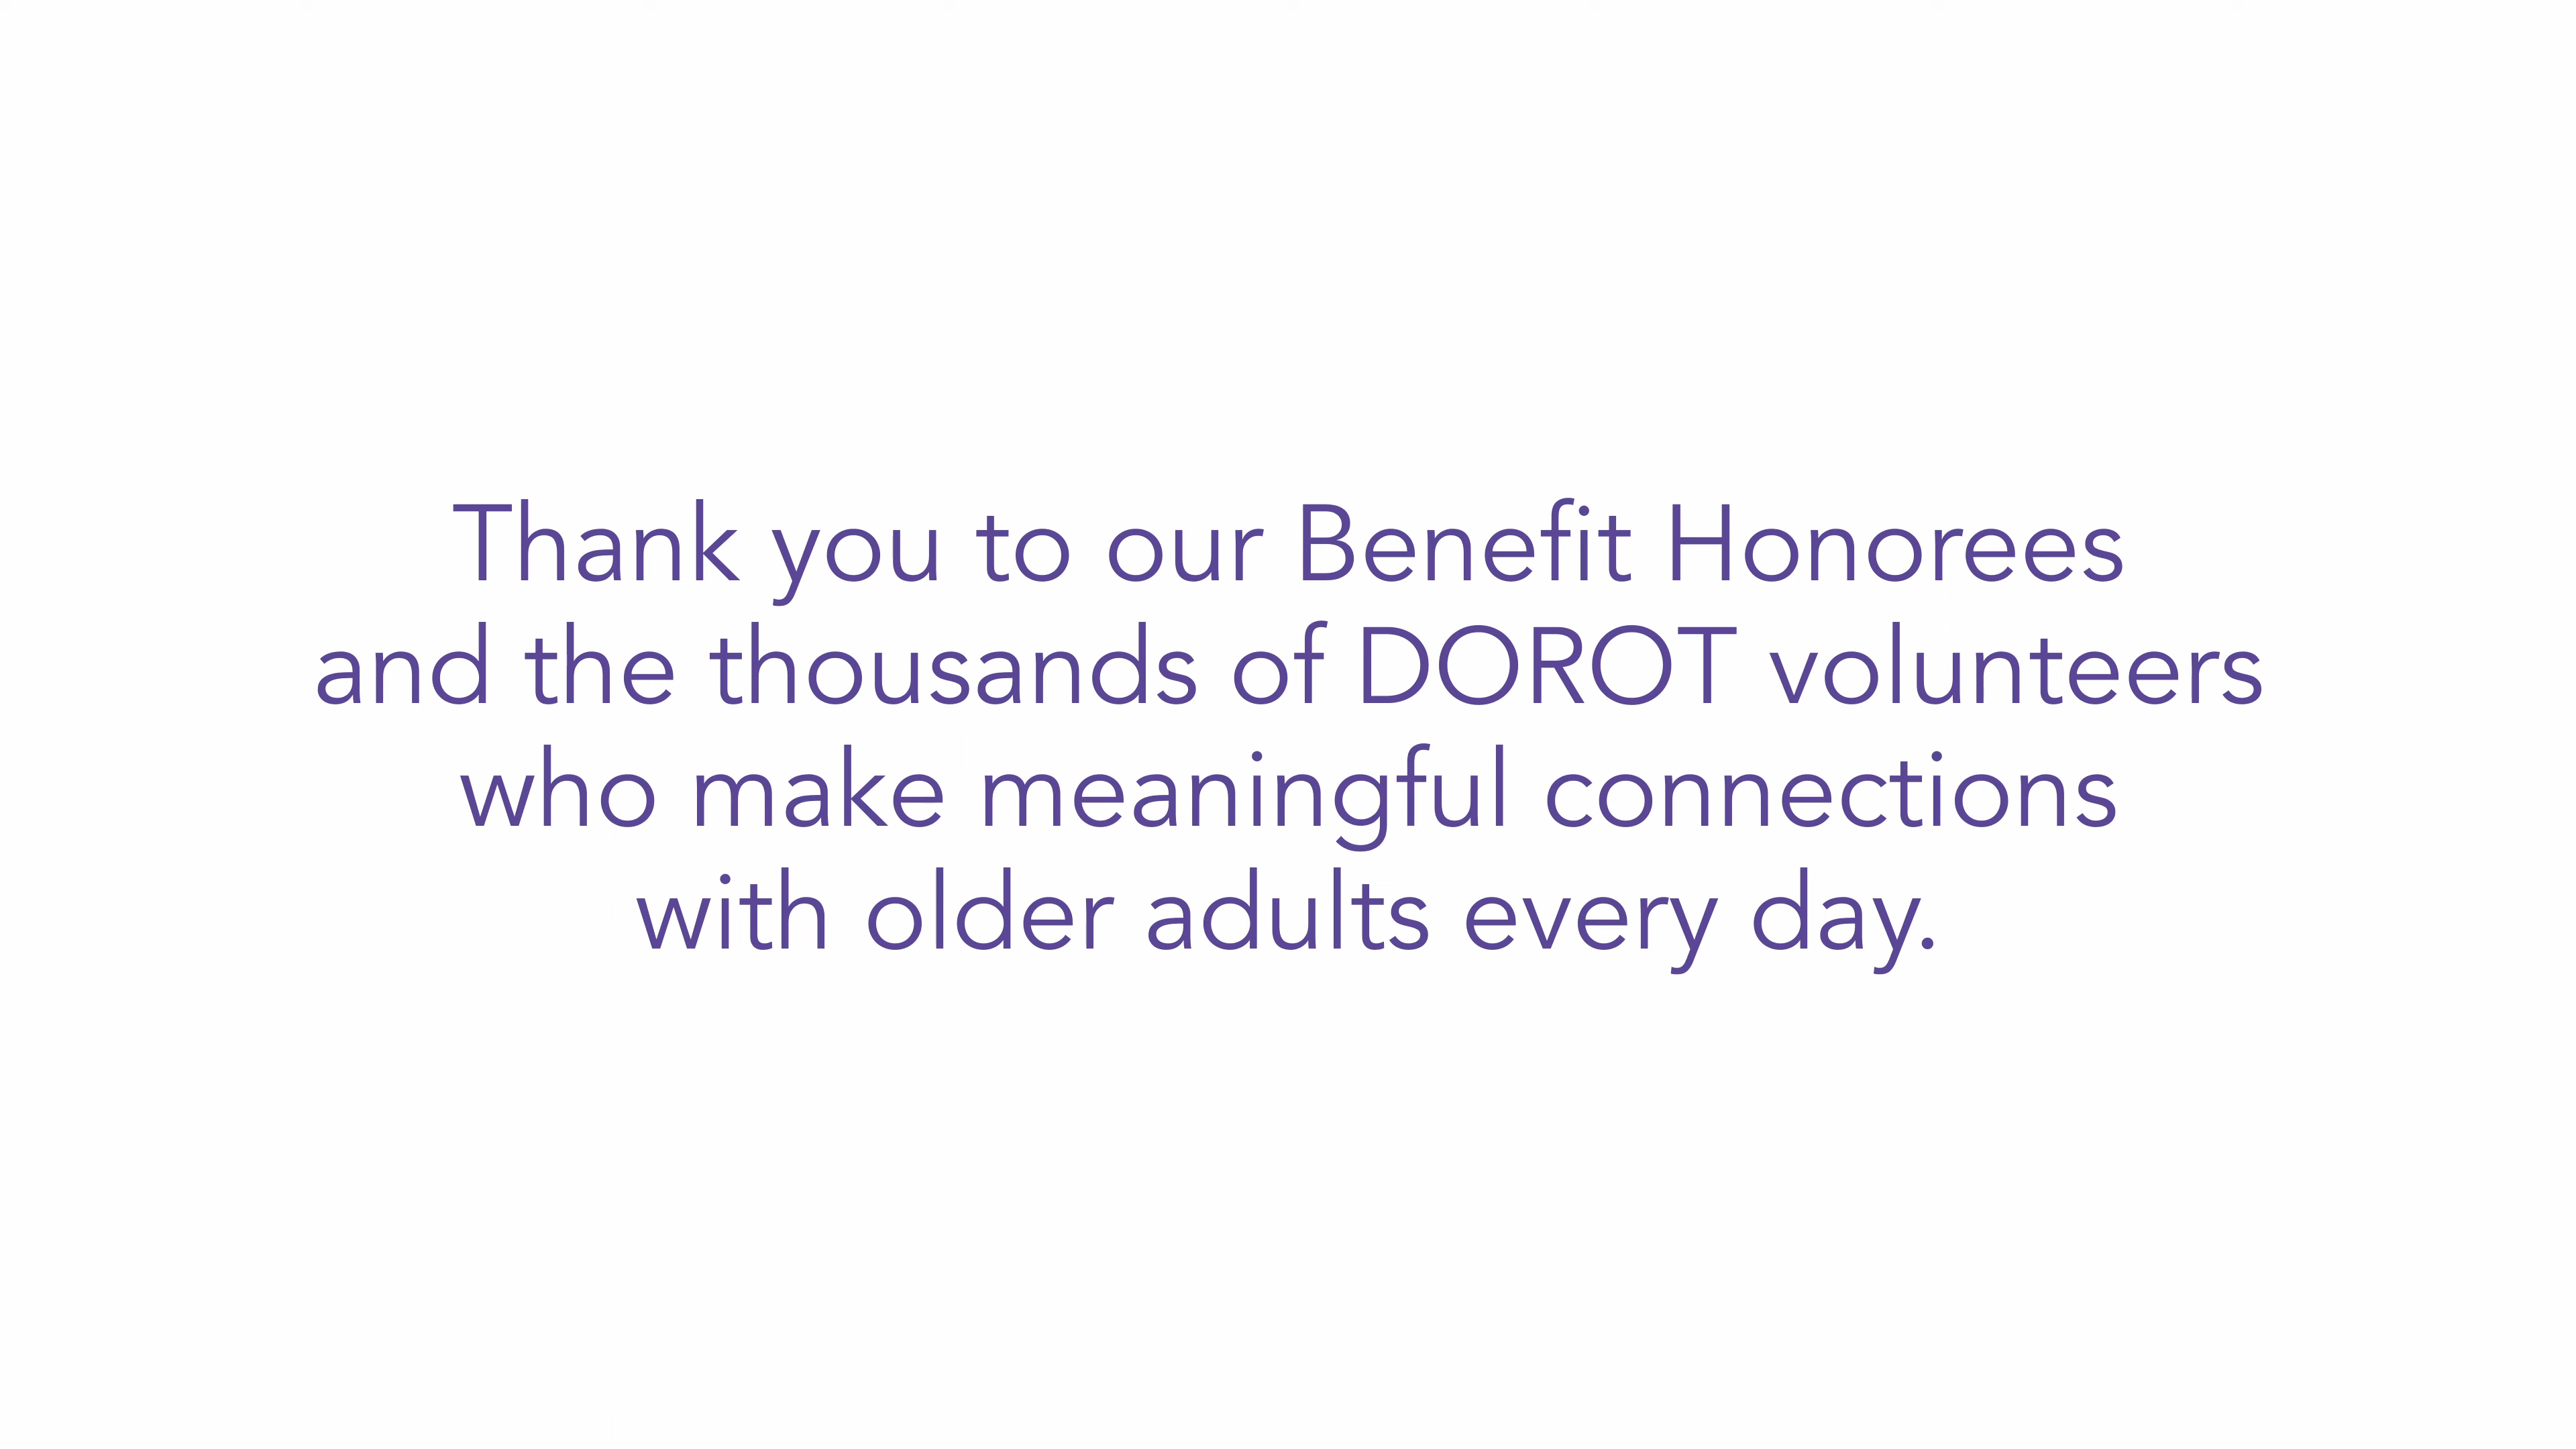 Thank you to our Benefit Honorees
and the thousands of DOROT volunteers
who make meaningful connections
with older adults every day.